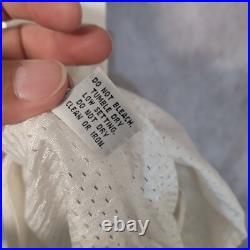 DO NOT BLEACH.
TUMBLE DRY
LOW SETTING.
DO NOT DRY
CLEAN OR IRON.